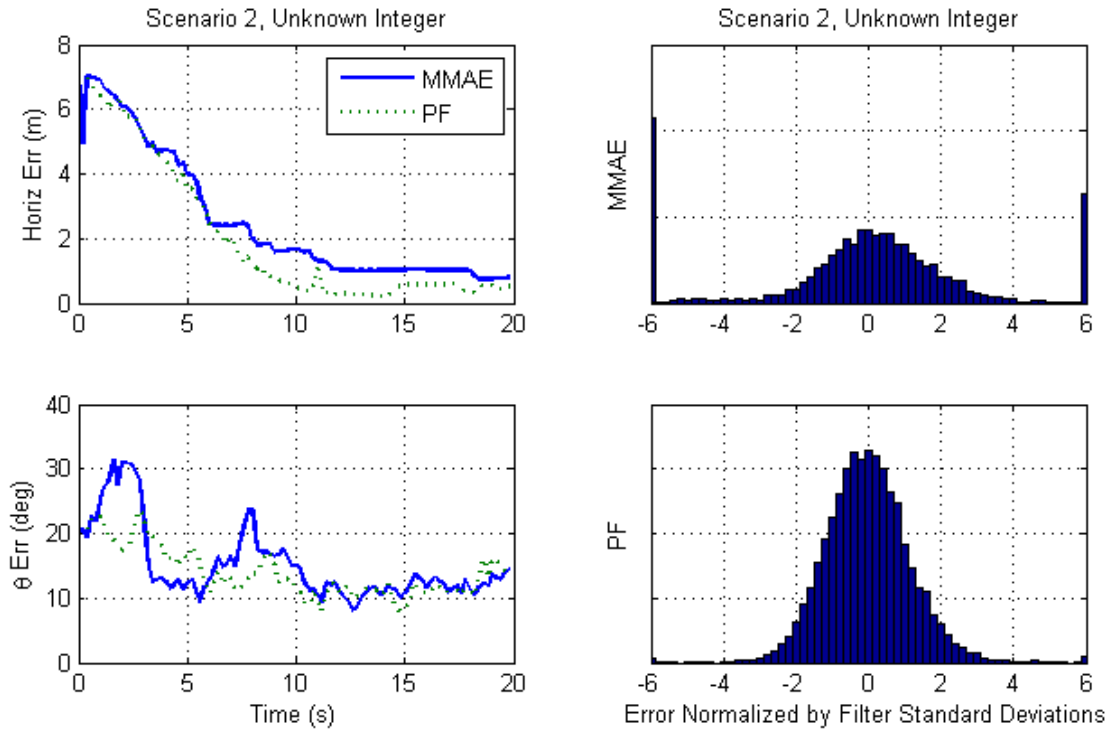 Scenario 2, Unknown Integer
Horiz Err (m)
8
6
4
2
0
0 5 10 15 20
MMAE
PF
Scenario 2, Unknown Integer
MMAE
-6 -4 -2 0 2 4 6
θ Err (deg)
40
30
20
10
0
0 5 10 15 20
Time (s)
PF
-6 -4 -2 0 2 4 6
Error Normalized by Filter Standard Deviations